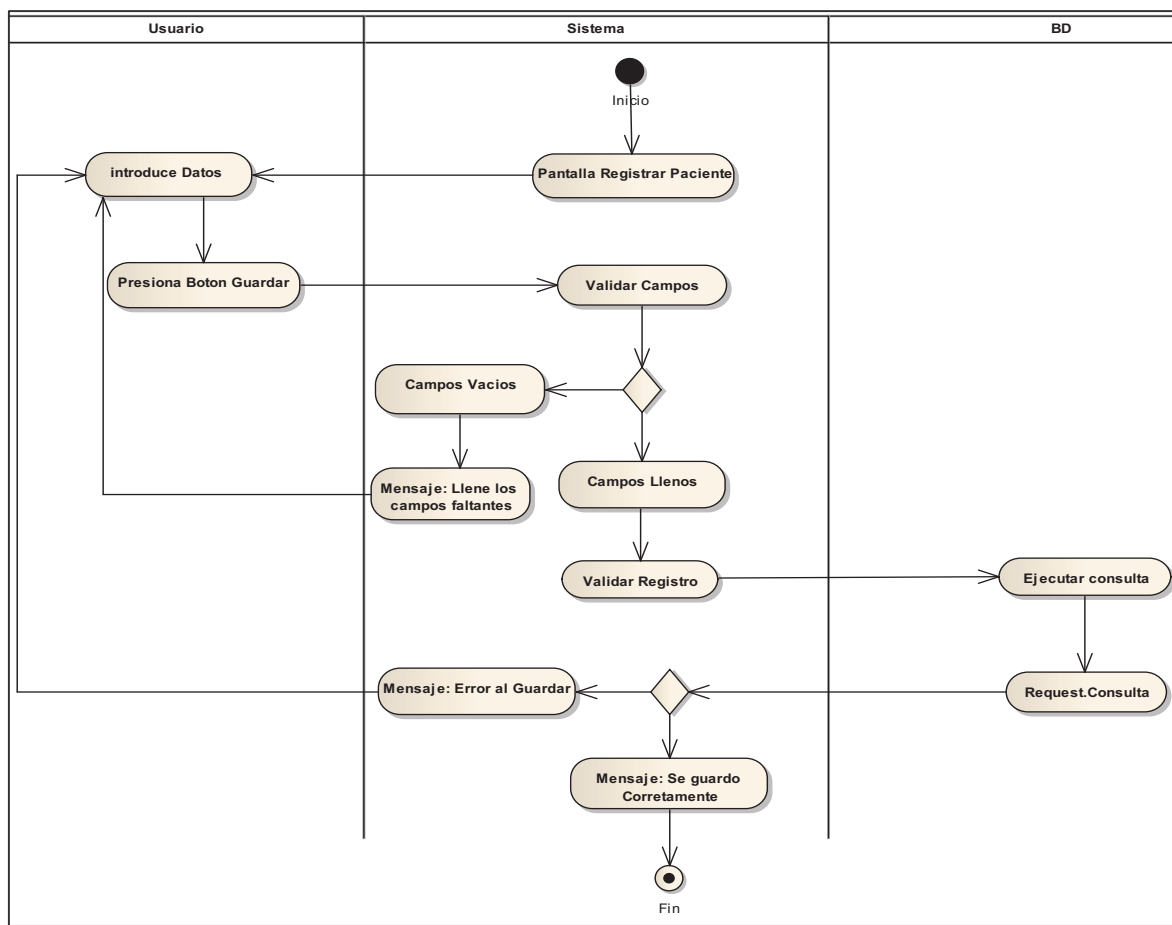 Usuario
Sistema
BD
Inicio
introduce Datos
Pantalla Registrar Paciente
Presiona Boton Guardar
Validar Campos
Campos Vacios
Mensaje: Llene los
campos faltantes
Campos Llenos
Validar Registro
Ejecutar consulta
Mensaje: Error al Guardar
Request.Consulta
Mensaje: Se guardo
Corretamente
Fin